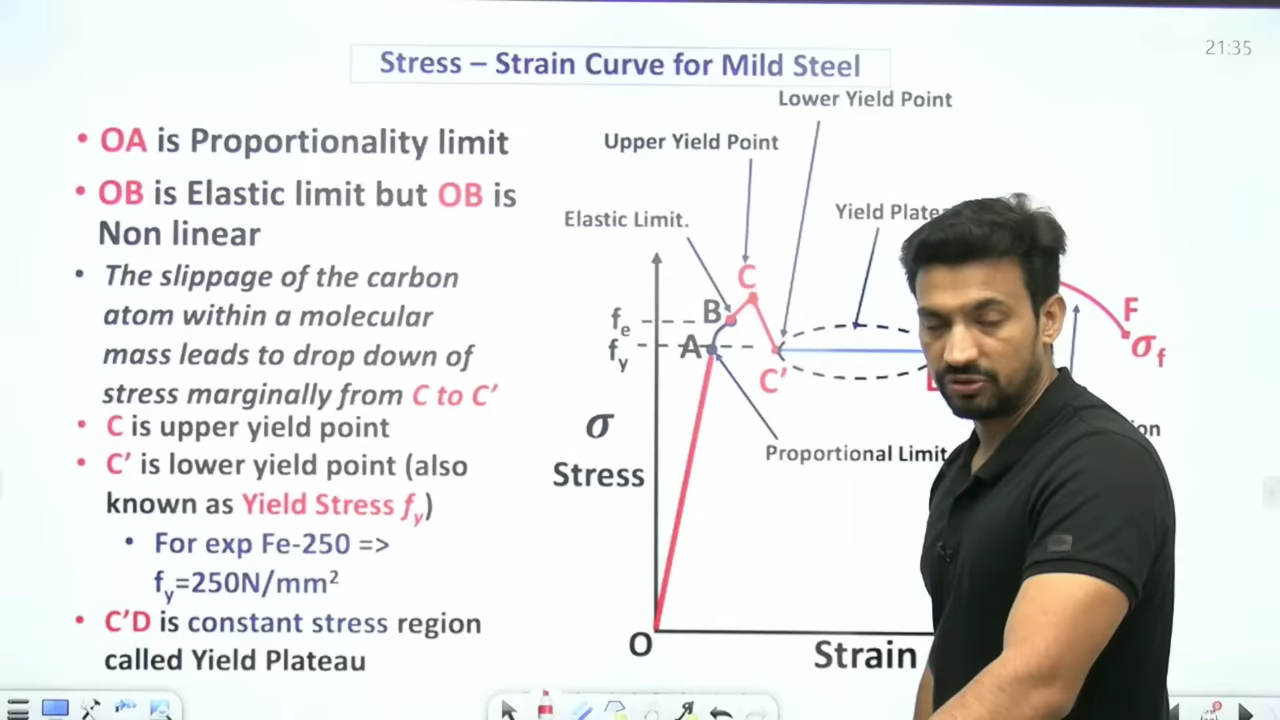 21:35
Stress – Strain Curve for Mild Steel
• OA is Proportionality limit
• OB is Elastic limit but OB is
Non linear
• The slippage of the carbon
atom within a molecular
mass leads to drop down of
stress marginally from C to C’
• C is upper yield point
• C’ is lower yield point (also
known as Yield Stress fy)
• For exp Fe-250 =>
fy=250N/mm²
• C’D is constant stress region
called Yield Plateau
Lower Yield Point
Upper Yield Point
Elastic Limit.
Yield
C
B
fe
A
fy
C’
F
σf
σ
Stress
Proportional Limit
O
Strain